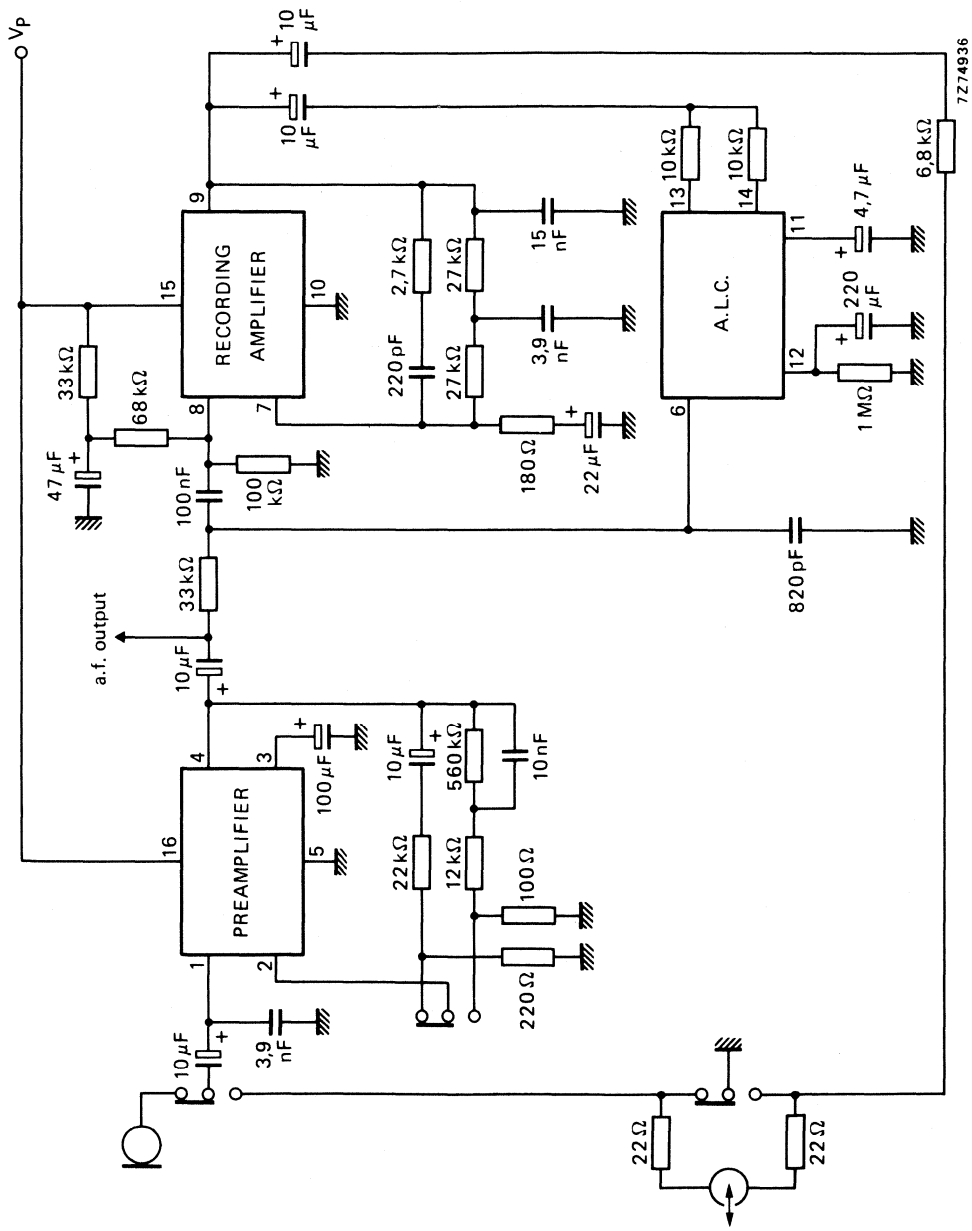 Vp
10
µF
+
10
µF
+
9
15
RECORDING
AMPLIFIER
10
8
7
33 kΩ
68 kΩ
47 µF
+
100 nF
100
kΩ
2,7 kΩ
220 pF
27 kΩ
27 kΩ
15
nF
3,9
nF
180 Ω
+
22 µF
10 kΩ
10 kΩ
13
14
A.L.C.
11
12
6
+
4,7 µF
+
220
µF
1 MΩ
820 pF
6,8 kΩ
7Z74936
33 kΩ
a.f. output
10 µF
+
4
3
16
PREAMPLIFIER
5
1
2
+
100 µF
10 µF
+
22 kΩ
560 kΩ
12 kΩ
10 nF
100 Ω
220 Ω
10 µF
+
3,9
nF
22 Ω
22 Ω